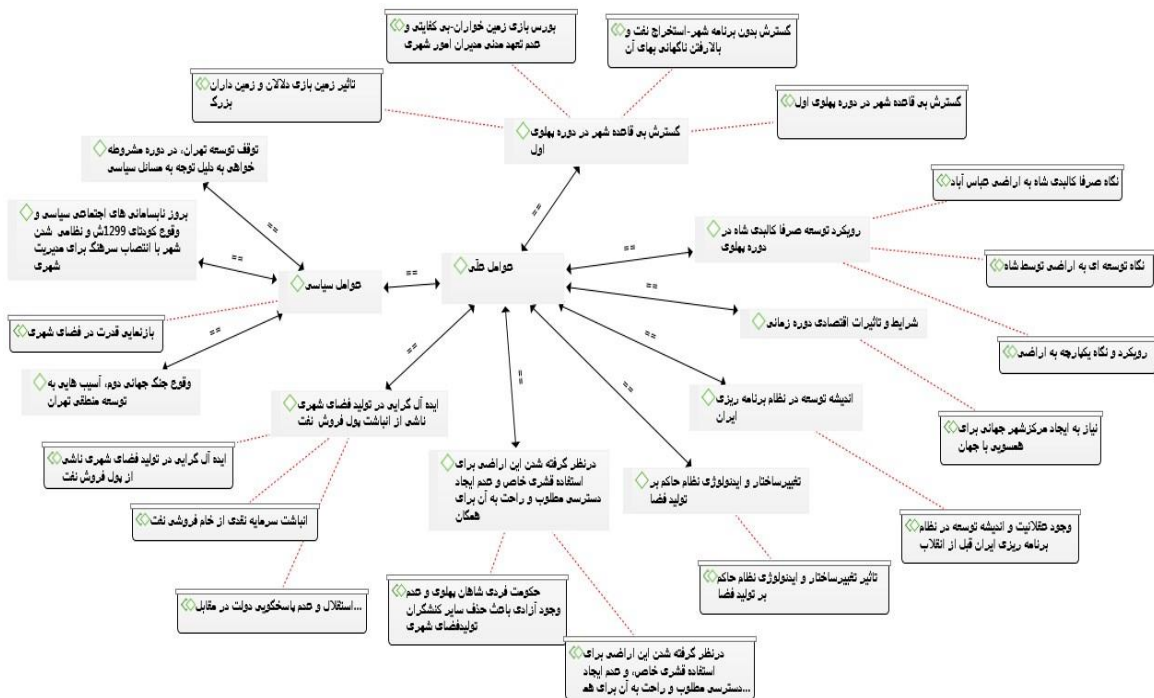 بورس بازی زمین خواران-بی کفایتی و
عدم تعهد مدنی مدیران امور شهری
گسترش بدون برنامه شهر-استخراج نفت و
بالارفتن ناگهانی بهای آن
تاثیر زمین بازی دلالان و زمین داران
بزرگ
گسترش بی قاعده شهر در دوره پهلوی اول
گسترش بی قاعده شهر در دوره پهلوی
اول
توقف توسعه تهران، در دوره مشروطه
خواهی به دلیل توجه به مسائل سیاسی
نگاه صرفا کالبدی شاه به اراضی عباس آباد
بروز نابسامانی های اجتماعی سیاسی و
وقوع کودتای 1299ش و نظامی شدن
شهر با انتصاب سرهنگ برای مدیریت
شهری
رویکرد توسعه صرفا کالبدی شاه در
دوره پهلوی
==
==
==
==
عوامل علّی
==
عوامل سیاسی
نگاه توسعه ای به اراضی توسط شاه
==
==
شرایط و تاثیرات اقتصادی دوره زمانی
بازنمایی قدرت در فضای شهری
==
==
==
==
==
رویکرد و نگاه یکپارچه به اراضی
وقوع جنگ جهانی دوم، آسیب هایی به
توسعه منطقی تهران
ایده آل گرایی در تولید فضای شهری
ناشی از انباشت پول فروش نفت
اندیشه توسعه در نظام برنامه ریزی
ایران
نیاز به ایجاد مرکزشهر جهانی برای
همسویی با جهان
ایده آل گرایی در تولید فضای شهری ناشی
از پول فروش نفت
درنظر گرفته شدن این اراضی برای
استفاده قشری خاص و عدم ایجاد
دسترسی مطلوب و راحت به آن برای
همگان
تغییرساختار و ایدئولوژی نظام حاکم بر
تولید فضا
انباشت سرمایه نقدی از خام فروشی نفت
وجود عقلانیت و اندیشه توسعه در نظام
برنامه ریزی ایران قبل از انقلاب
استقلال و عدم پاسخگویی دولت در مقابل...
حکومت فردی شاهان پهلوی و عدم
وجود آزادی باعث حذف سایر کنشگران
تولیدفضای شهری
تاثیر تغییرساختار و ایدئولوژی نظام حاکم
بر تولید فضا
درنظر گرفته شدن این اراضی برای
استفاده قشری خاص، و عدم ایجاد
دسترسی مطلوب و راحت به آن برای هم...